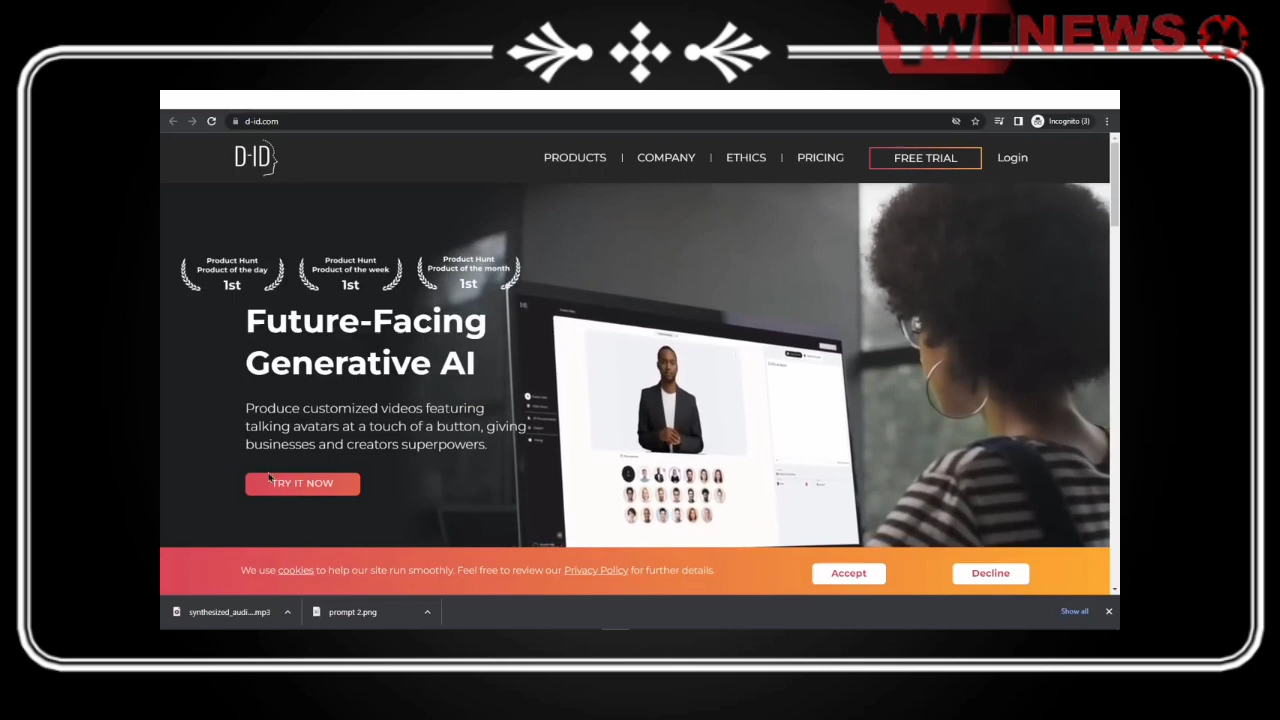 NEWS
d-id.com
Incognito (3)
D-ID
PRODUCTS | COMPANY | ETHICS | PRICING
FREE TRIAL
Login
Product Hunt
Product of the day
1st
Product Hunt
Product of the week
1st
Product Hunt
Product of the month
1st
Future-Facing
Generative AI
Produce customized videos featuring
talking avatars at a touch of a button, giving
businesses and creators superpowers.
TRY IT NOW
We use cookies to help our site run smoothly. Feel free to review our Privacy Policy for further details.
Accept
Decline
synthesized_audi....mp3
prompt 2.png
Show all